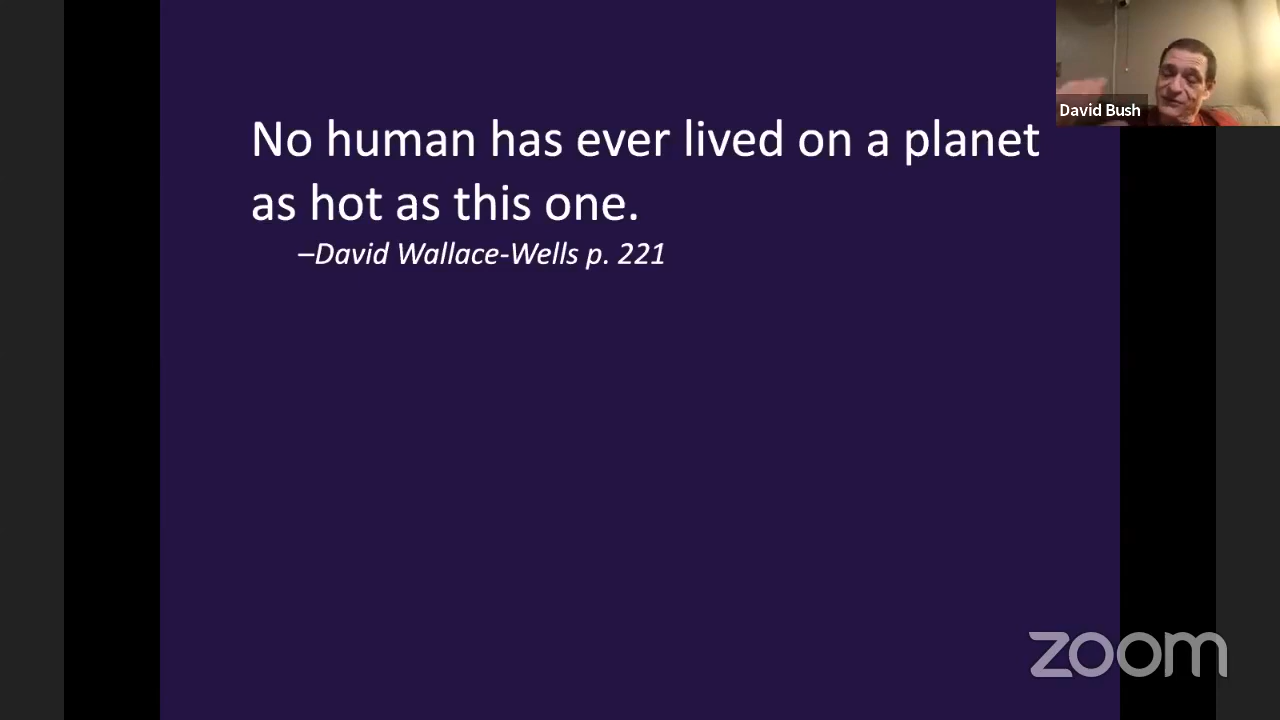 No human has ever lived on a planet
as hot as this one.
–David Wallace-Wells p. 221
David Bush
zoom